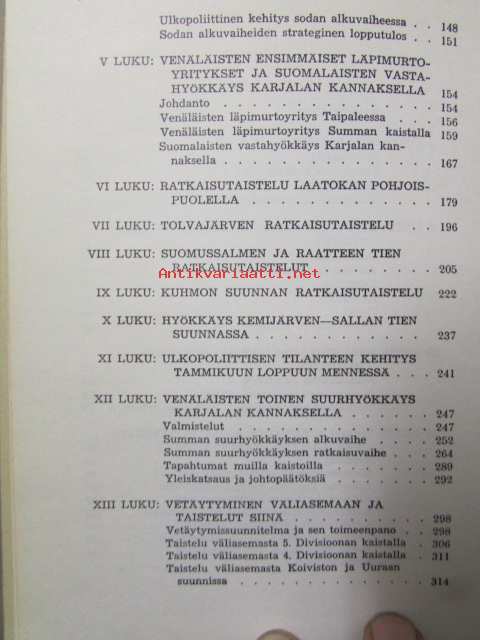 Ulkopoliittinen kehitys sodan alkuvaiheessa . . 148
Sodan alkuvaiheiden strateginen lopputulos . . 151
V LUKU: VENÄLÄISTEN ENSIMMÄISET LÄPIMURTO-
YRITYKSET JA SUOMALAISTEN VASTA-
HYÖKKÄYS KARJALAN KANNAKSELLA 154
Johdanto . . . . . . . . . . . . . . 154
Venäläisten läpimurtoyritys Taipaleessa . . . 156
Venäläisten läpimurtoyritys Summan kaistalla 159
Suomalaisten vastahyökkäys Karjalan kan-
naksella . . . . . . . . . . . . . . 167
VI LUKU: RATKAISUTAISTELU LAATOKAN POHJOIS-
PUOLELLA . . . . . . . . . . . . . 179
VII LUKU: TOLVAJÄRVEN RATKAISUTAISTELU . . 196
VIII LUKU: SUOMUSSALMEN JA RAATTEEN TIEN
RATKAISUTAISTELUT . . . . . . . . 205
Antikvariaatti.net
IX LUKU: KUHMON SUUNNAN RATKAISUTAISTELU 222
X LUKU: HYÖKKÄYS KEMIJÄRVEN—SALLAN TIEN
SUUNNASSA . . . . . . . . . . . . 237
XI LUKU: ULKOPOLIITTISEN TILANTEEN KEHITYS
TAMMIKUUN LOPPUUN MENNESSÄ . . . 241
XII LUKU: VENÄLÄISTEN TOINEN SUURHYÖKKÄYS
KARJALAN KANNAKSELLA . . . . . . 247
Valmistelut . . . . . . . . . . . . . 247
Summan suurhyökkäyksen alkuvaihe . . . . 252
Summan suurhyökkäyksen ratkaisuvaihe . . . 264
Tapahtumat muilla kaistoilla . . . . . . . 289
Yleiskatsaus ja johtopäätöksiä . . . . . . 292
XIII LUKU: VETÄYTYMINEN VÄLIASEMAAN JA
TAISTELUT SIINÄ . . . . . . . . . . 298
Vetäytymissuunnitelma ja sen toimeenpano . . 298
Taistelu väliasemasta 5. Divisioonan kaistalla . 306
Taistelu väliasemasta 4. Divisioonan kaistalla . 311
Taistelu väliasemasta Koiviston ja Uuraan
suunnissa . . . . . . . . . . . . . 314